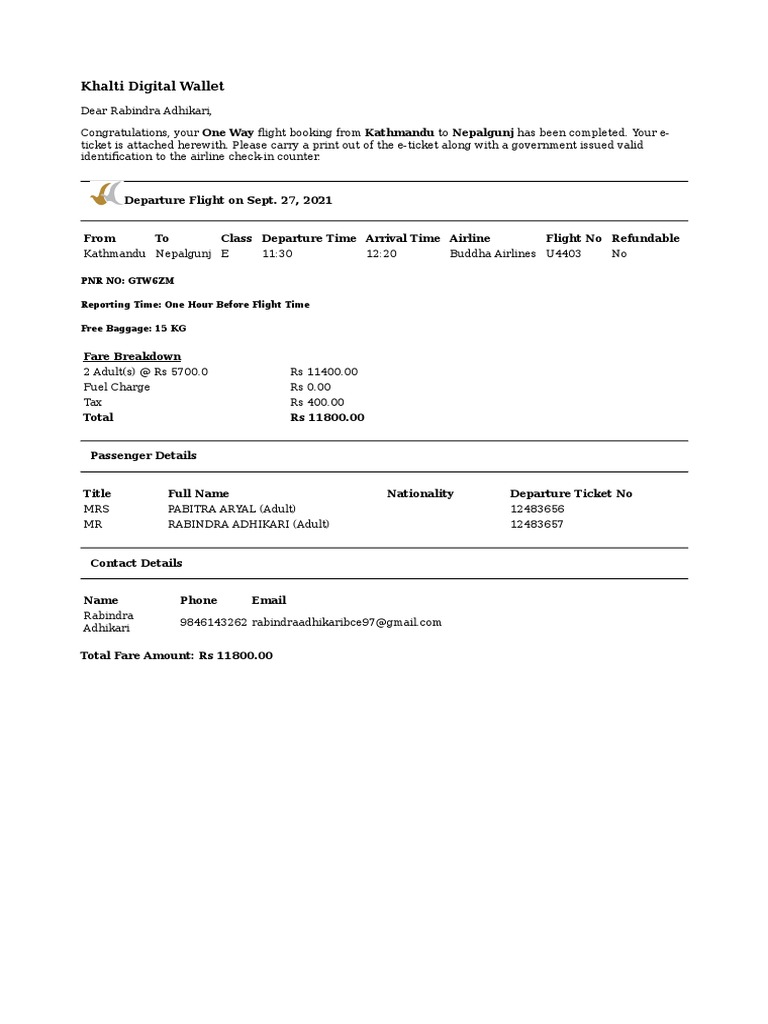 Khalti Digital Wallet
Dear Rabindra Adhikari,
Congratulations, your One Way flight booking from Kathmandu to Nepalgunj has been completed. Your e-
ticket is attached herewith. Please carry a print out of the e-ticket along with a government issued valid
identification to the airline check-in counter.
Departure Flight on Sept. 27, 2021
From To Class Departure Time Arrival Time Airline Flight No Refundable
Kathmandu Nepalgunj E 11:30 12:20 Buddha Airlines U4403 No
PNR NO: GTW6ZM
Reporting Time: One Hour Before Flight Time
Free Baggage: 15 KG
Fare Breakdown
2 Adult(s) @ Rs 5700.0 Rs 11400.00
Fuel Charge Rs 0.00
Tax Rs 400.00
Total Rs 11800.00
Passenger Details
Title Full Name Nationality Departure Ticket No
MRS PABITRA ARYAL (Adult) 12483656
MR RABINDRA ADHIKARI (Adult) 12483657
Contact Details
Name Phone Email
Rabindra
Adhikari 9846143262 rabindraadhikaribce97@gmail.com
Total Fare Amount: Rs 11800.00